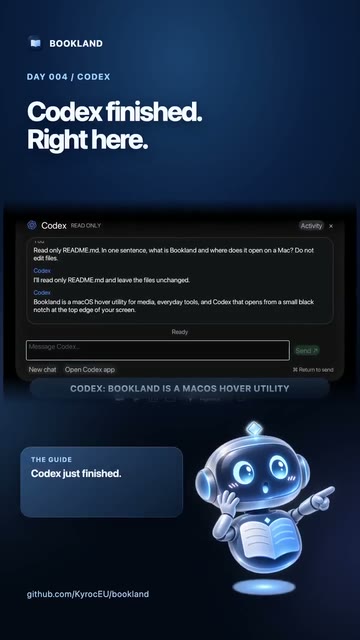 BOOKLAND
DAY 004 / CODEX
Codex finished.
Right here.
Codex READ ONLY
Activity ×
Read only README.md. In one sentence, what is Bookland and where does it open on a Mac? Do not
edit files.
Codex
I'll read only README.md and leave the files unchanged.
Codex
Bookland is a macOS hover utility for media, everyday tools, and Codex that opens from a small black
notch at the top edge of your screen.
Ready
Message Codex...
Send ↗
New chat Open Codex app
⌘ Return to send
CODEX: BOOKLAND IS A MACOS HOVER UTILITY
THE GUIDE
Codex just finished.
github.com/KyrocEU/bookland